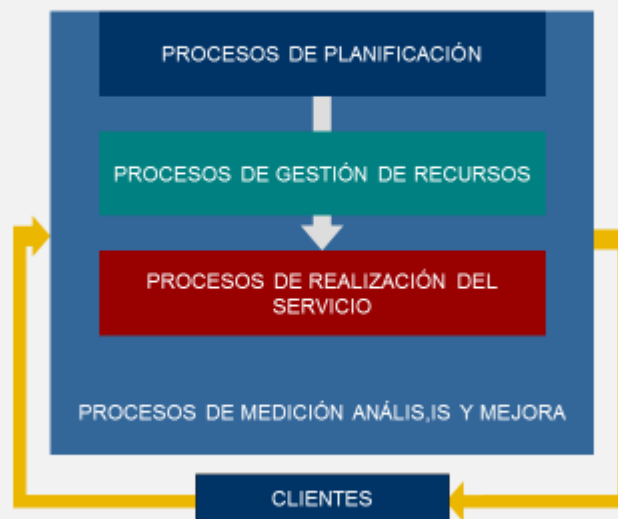 PROCESOS DE PLANIFICACIÓN
PROCESOS DE GESTIÓN DE RECURSOS
PROCESOS DE REALIZACIÓN DEL
SERVICIO
PROCESOS DE MEDICIÓN ANÁLIS,IS Y MEJORA
CLIENTES